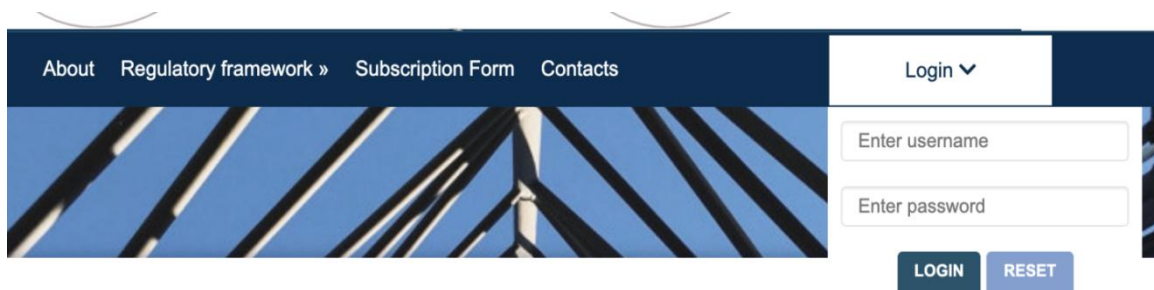 About Regulatory framework » Subscription Form Contacts Login
Enter username
Enter password
LOGIN RESET